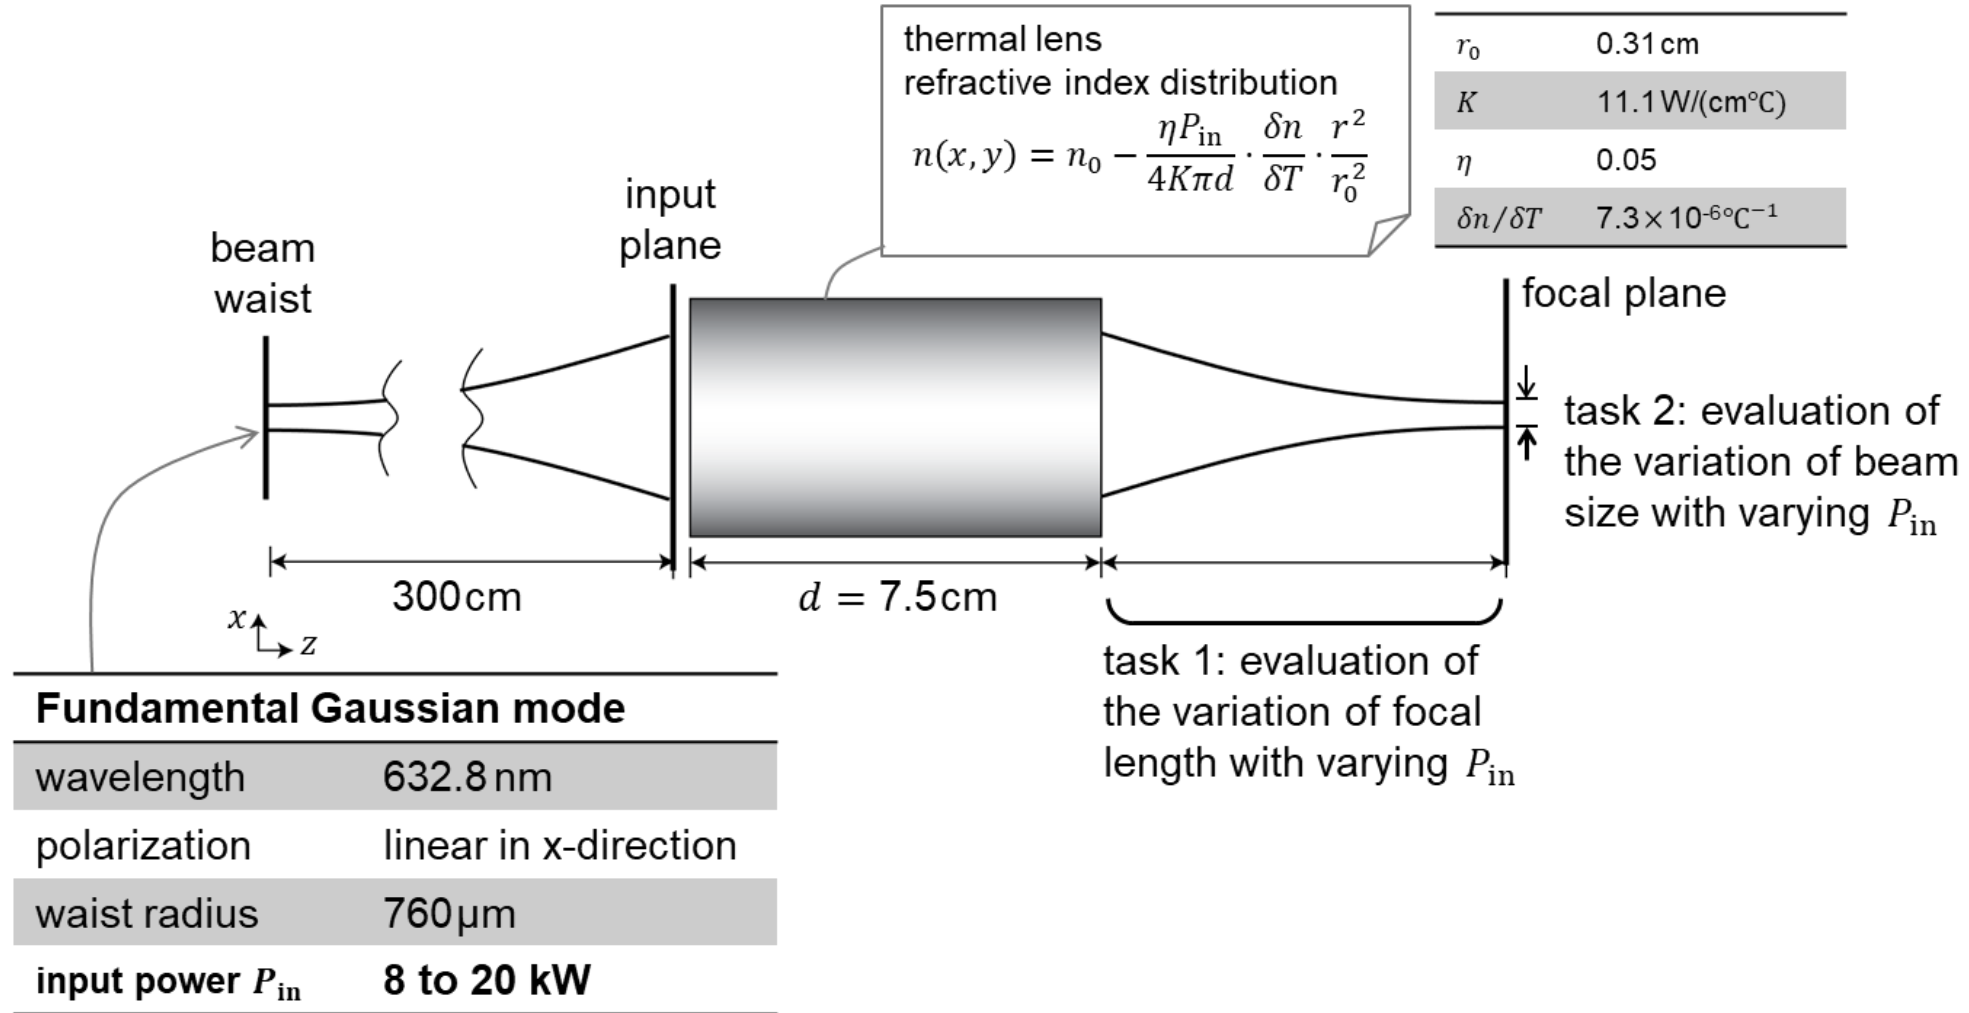 thermal lens
refractive index distribution
n(x, y) = n₀ − ηP_in/4Kπd · δn/δT · r²/r₀²
r₀ 0.31 cm
K 11.1 W/(cm°C)
η 0.05
δn/δT 7.3×10⁻⁶°C⁻¹
input
plane
beam
waist
focal plane
300 cm
d = 7.5 cm
x
z
task 2: evaluation of
the variation of beam
size with varying P_in
task 1: evaluation of
the variation of focal
length with varying P_in
Fundamental Gaussian mode
wavelength 632.8 nm
polarization linear in x-direction
waist radius 760 μm
input power P_in 8 to 20 kW